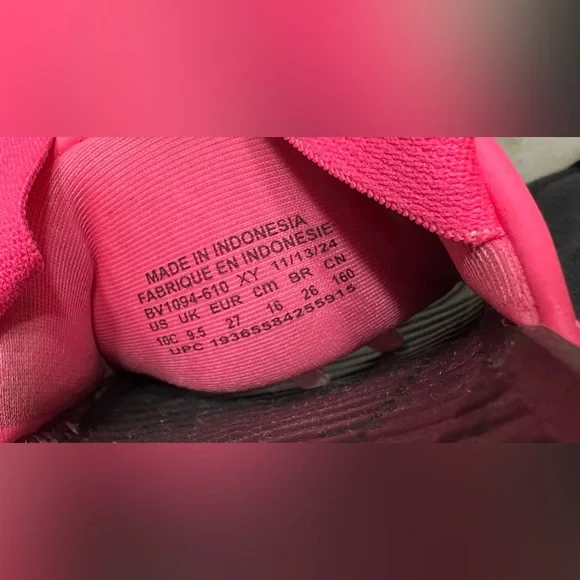 MADE IN INDONESIA
FABRIQUE EN INDONESIE
BV1094-610 XY 11/13/24
US UK EUR cm BR CN
10C 9.5 27 16 26 160
UPC 193655842559​15